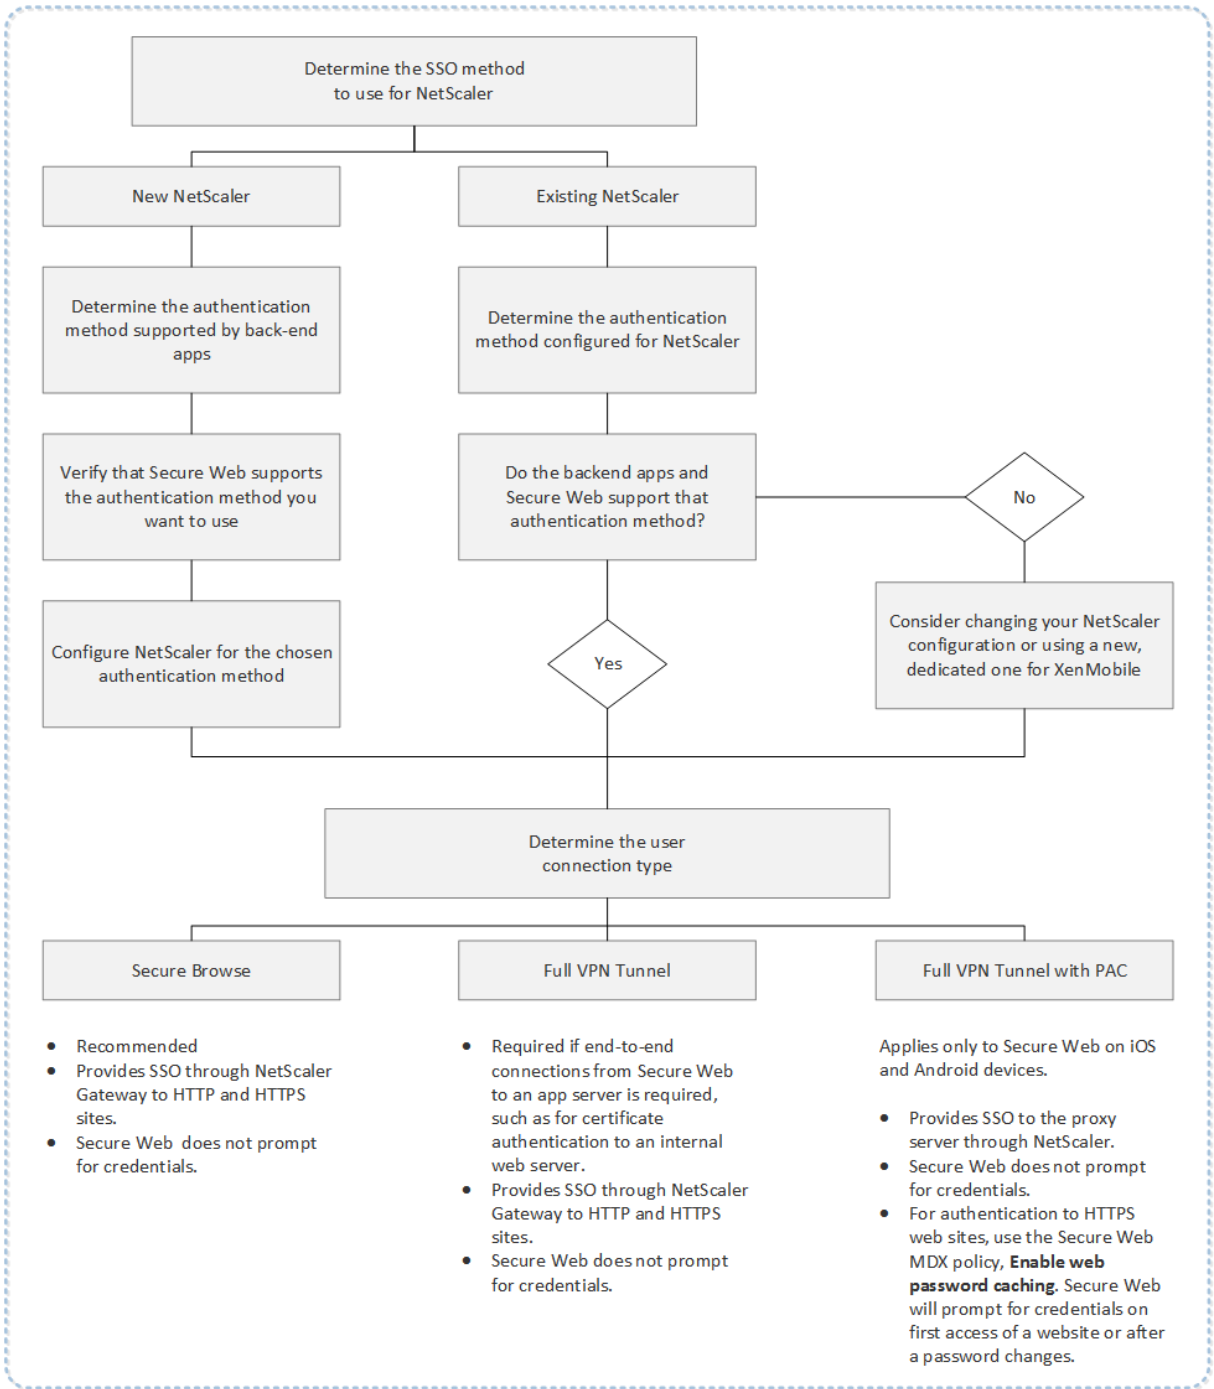 Determine the SSO method
to use for NetScaler
New NetScaler
Existing NetScaler
Determine the authentication
method supported by back-end
apps
Determine the authentication
method configured for NetScaler
Verify that Secure Web supports
the authentication method you
want to use
Do the backend apps and
Secure Web support that
authentication method?
No
Configure NetScaler for the chosen
authentication method
Yes
Consider changing your NetScaler
configuration or using a new,
dedicated one for XenMobile
Determine the user
connection type
Secure Browse
Full VPN Tunnel
Full VPN Tunnel with PAC
• Recommended
• Provides SSO through NetScaler
Gateway to HTTP and HTTPS
sites.
• Secure Web does not prompt
for credentials.
• Required if end-to-end
connections from Secure Web
to an app server is required,
such as for certificate
authentication to an internal
web server.
• Provides SSO through NetScaler
Gateway to HTTP and HTTPS
sites.
• Secure Web does not prompt
for credentials.
Applies only to Secure Web on iOS
and Android devices.
• Provides SSO to the proxy
server through NetScaler.
• Secure Web does not prompt
for credentials.
• For authentication to HTTPS
web sites, use the Secure Web
MDX policy, Enable web
password caching. Secure Web
will prompt for credentials on
first access of a website or after
a password changes.